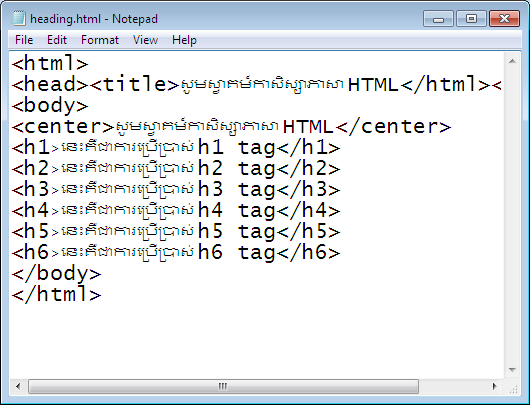 heading.html - Notepad
File Edit Format View Help
<html>
<head><title>សូមស្វាគមំកាសិស្សាភាសា HTML</html><
<body>
<center>សូមស្វាគមំកាសិស្សាភាសា HTML</center>
<h1>នេះគឺជាការប្រើប្រាស់ h1 tag</h1>
<h2>នេះគឺជាការប្រើប្រាស់ h2 tag</h2>
<h3>នេះគឺជាការប្រើប្រាស់ h3 tag</h3>
<h4>នេះគឺជាការប្រើប្រាស់ h4 tag</h4>
<h5>នេះគឺជាការប្រើប្រាស់ h5 tag</h5>
<h6>នេះគឺជាការប្រើប្រាស់ h6 tag</h6>
</body>
</html>